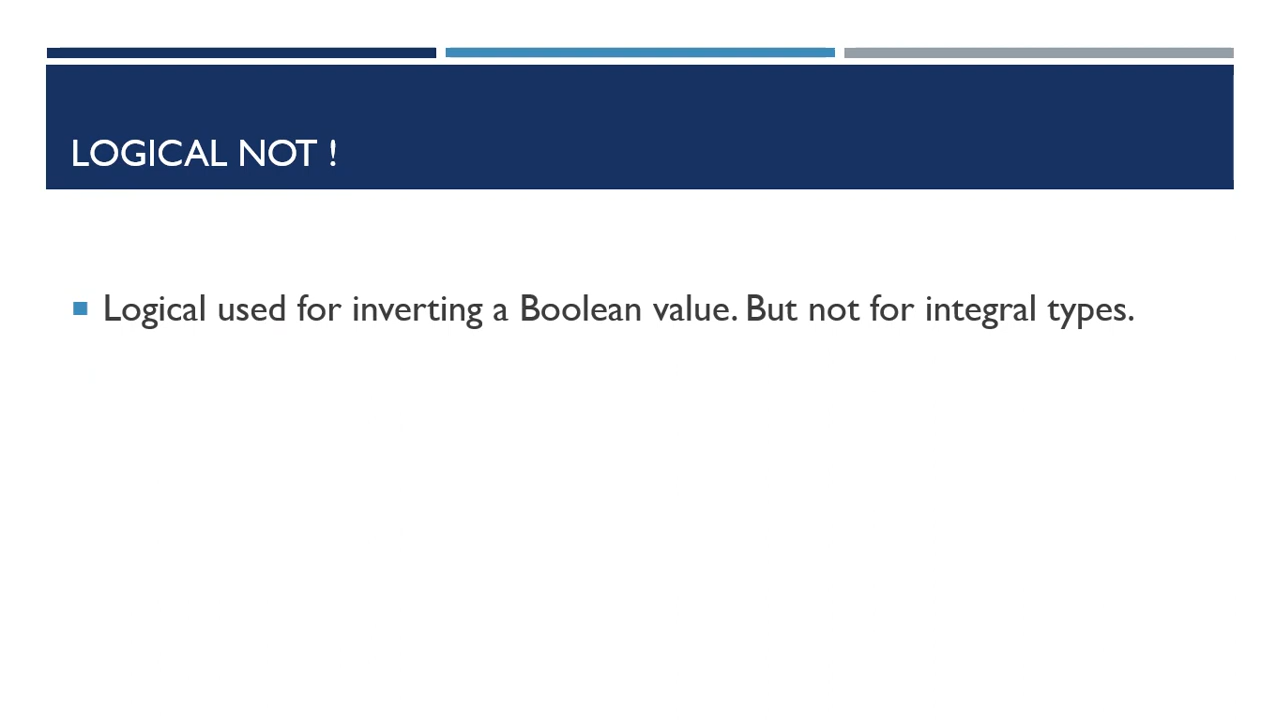 LOGICAL NOT !
Logical used for inverting a Boolean value. But not for integral types.